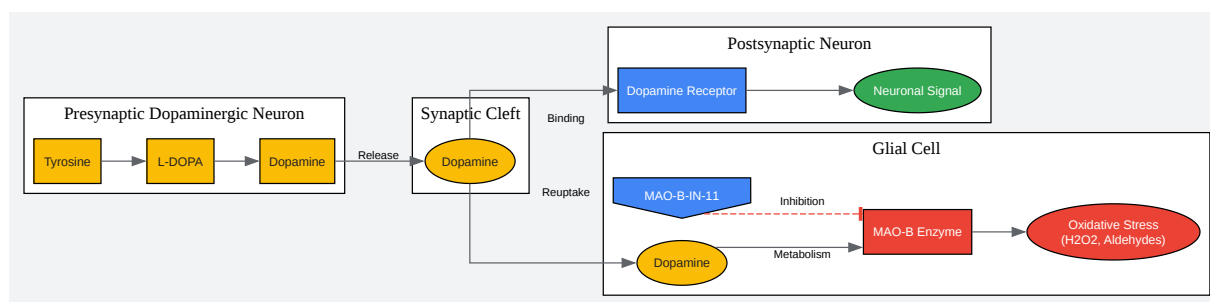 Presynaptic Dopaminergic Neuron
Tyrosine
L-DOPA
Dopamine
Release
Synaptic Cleft
Dopamine
Binding
Reuptake
Postsynaptic Neuron
Dopamine Receptor
Neuronal Signal
Glial Cell
MAO-B-IN-11
Inhibition
Dopamine
Metabolism
MAO-B Enzyme
Oxidative Stress
(H2O2, Aldehydes)